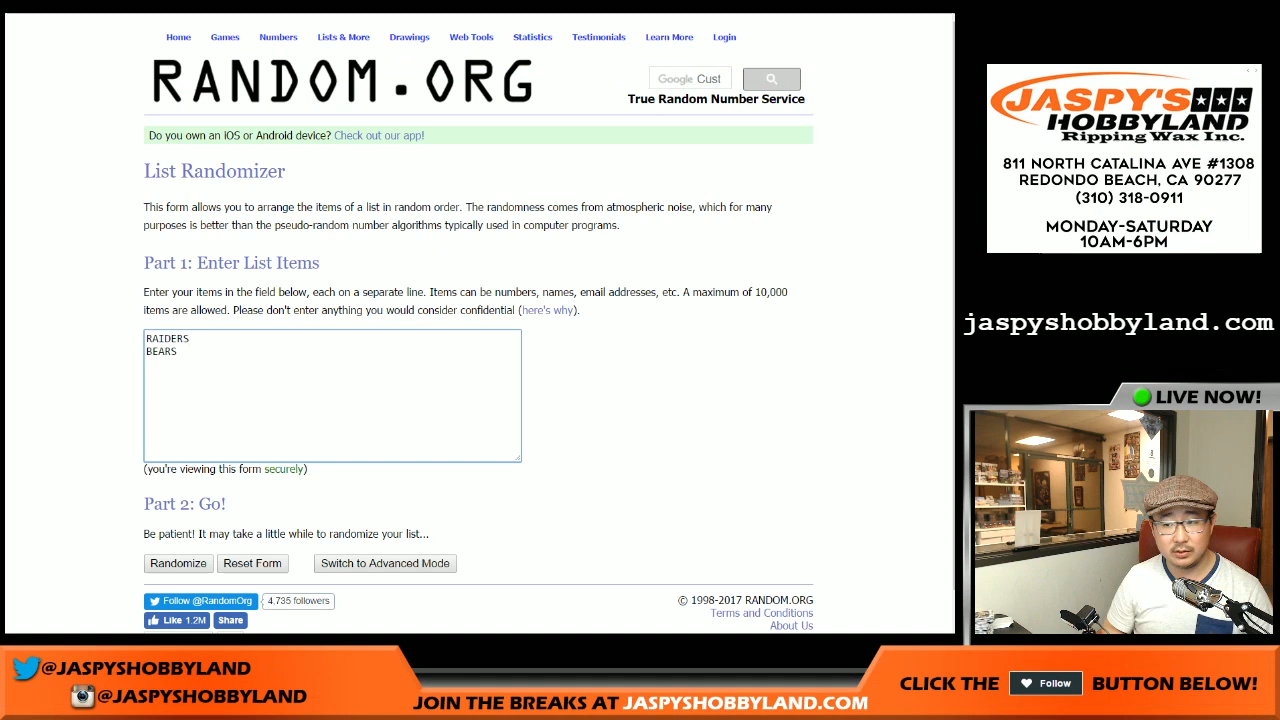 Home Games Numbers Lists & More Drawings Web Tools Statistics Testimonials Learn More Login
RANDOM.ORG
Google Cust
True Random Number Service
Do you own an iOS or Android device? Check out our app!
List Randomizer
This form allows you to arrange the items of a list in random order. The randomness comes from atmospheric noise, which for many
purposes is better than the pseudo-random number algorithms typically used in computer programs.
Part 1: Enter List Items
Enter your items in the field below, each on a separate line. Items can be numbers, names, email addresses, etc. A maximum of 10,000
items are allowed. Please don't enter anything you would consider confidential (here's why).
RAIDERS
BEARS
(you're viewing this form securely)
Part 2: Go!
Be patient! It may take a little while to randomize your list...
Randomize Reset Form Switch to Advanced Mode
Follow @RandomOrg 4,735 followers
Like 1.2M Share
© 1998-2017 RANDOM.ORG
Terms and Conditions
About Us
JASPY'S
HOBBYLAND
Ripping Wax Inc.
811 NORTH CATALINA AVE #1308
REDONDO BEACH, CA 90277
(310) 318-0911
MONDAY-SATURDAY
10AM-6PM
jaspyshobbyland.com
LIVE NOW!
@JASPYSHOBBYLAND
@JASPYSHOBBYLAND
JOIN THE BREAKS AT JASPYSHOBBYLAND.COM
CLICK THE Follow BUTTON BELOW!